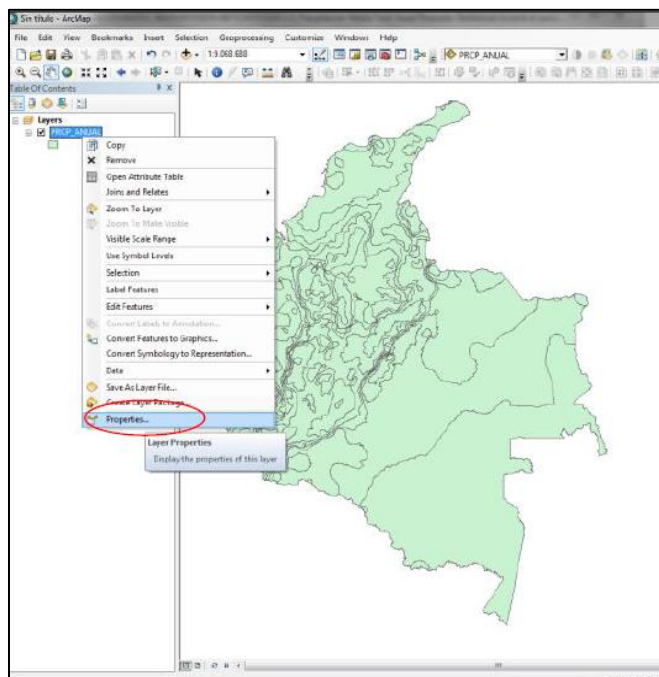 Sin título - ArcMap
File Edit View Bookmarks Insert Selection Geoprocessing Customize Windows Help
1:9.068.688 PRCP_ANUAL
Table Of Contents
Layers
PRCP_ANUAL
Copy
Remove
Open Attribute Table
Joins and Relates
Zoom To Layer
Zoom To Make Visible
Visible Scale Range
Use Symbol Levels
Selection
Label Features
Edit Features
Convert Labels to Annotation...
Convert Features to Graphics...
Convert Symbology to Representation...
Data
Save As Layer File...
Create Layer Package...
Properties...
Layer Properties
Display the properties of this layer